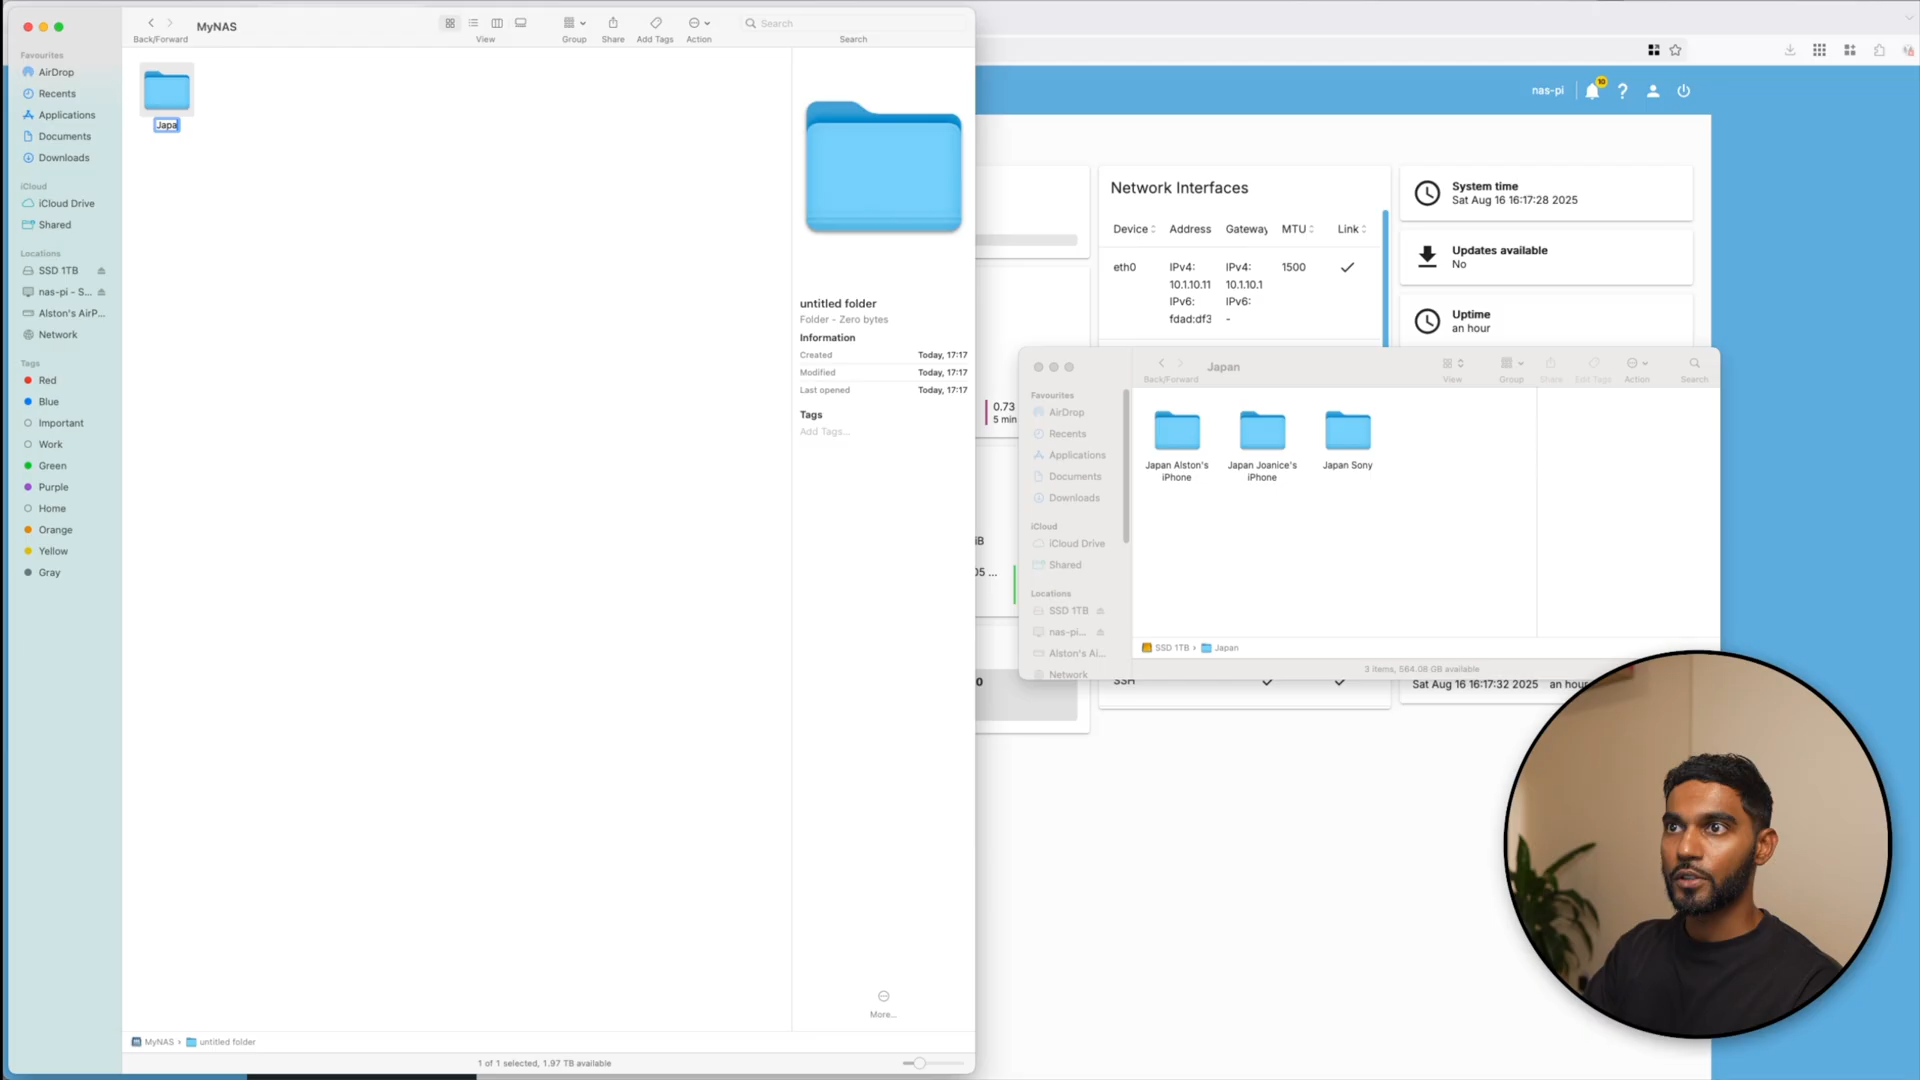 MyNAS
Back/Forward
View
Group
Share
Add Tags
Action
Search
Search
Favourites
AirDrop
Recents
Applications
Documents
Downloads
iCloud
iCloud Drive
Shared
Locations
SSD 1TB
nas-pi - S...
Alston's AirP...
Network
Tags
Red
Blue
Important
Work
Green
Purple
Home
Orange
Yellow
Gray
Japa
untitled folder
Folder - Zero bytes
Information
Created Today, 17:17
Modified Today, 17:17
Last opened Today, 17:17
Tags
Add Tags...
More...
MyNAS › untitled folder
1 of 1 selected, 1.97 TB available
nas-pi
10
Network Interfaces
Device Address Gateway MTU Link
eth0 IPv4: IPv4: 1500
10.1.10.11 10.1.10.1
IPv6: IPv6:
fdad:df3 -
System time
Sat Aug 16 16:17:28 2025
Updates available
No
Uptime
an hour
0.73
5 min
iB
05 ...
0
Japan
Back/Forward
View
Group
Share
Edit Tags
Action
Search
Favourites
AirDrop
Recents
Applications
Documents
Downloads
iCloud
iCloud Drive
Shared
Locations
SSD 1TB
nas-pi...
Alston's Ai...
Network
Japan Alston's
iPhone
Japan Joanice's
iPhone
Japan Sony
SSD 1TB › Japan
3 items, 564.08 GB available
SSH
Sat Aug 16 16:17:32 2025 an hour